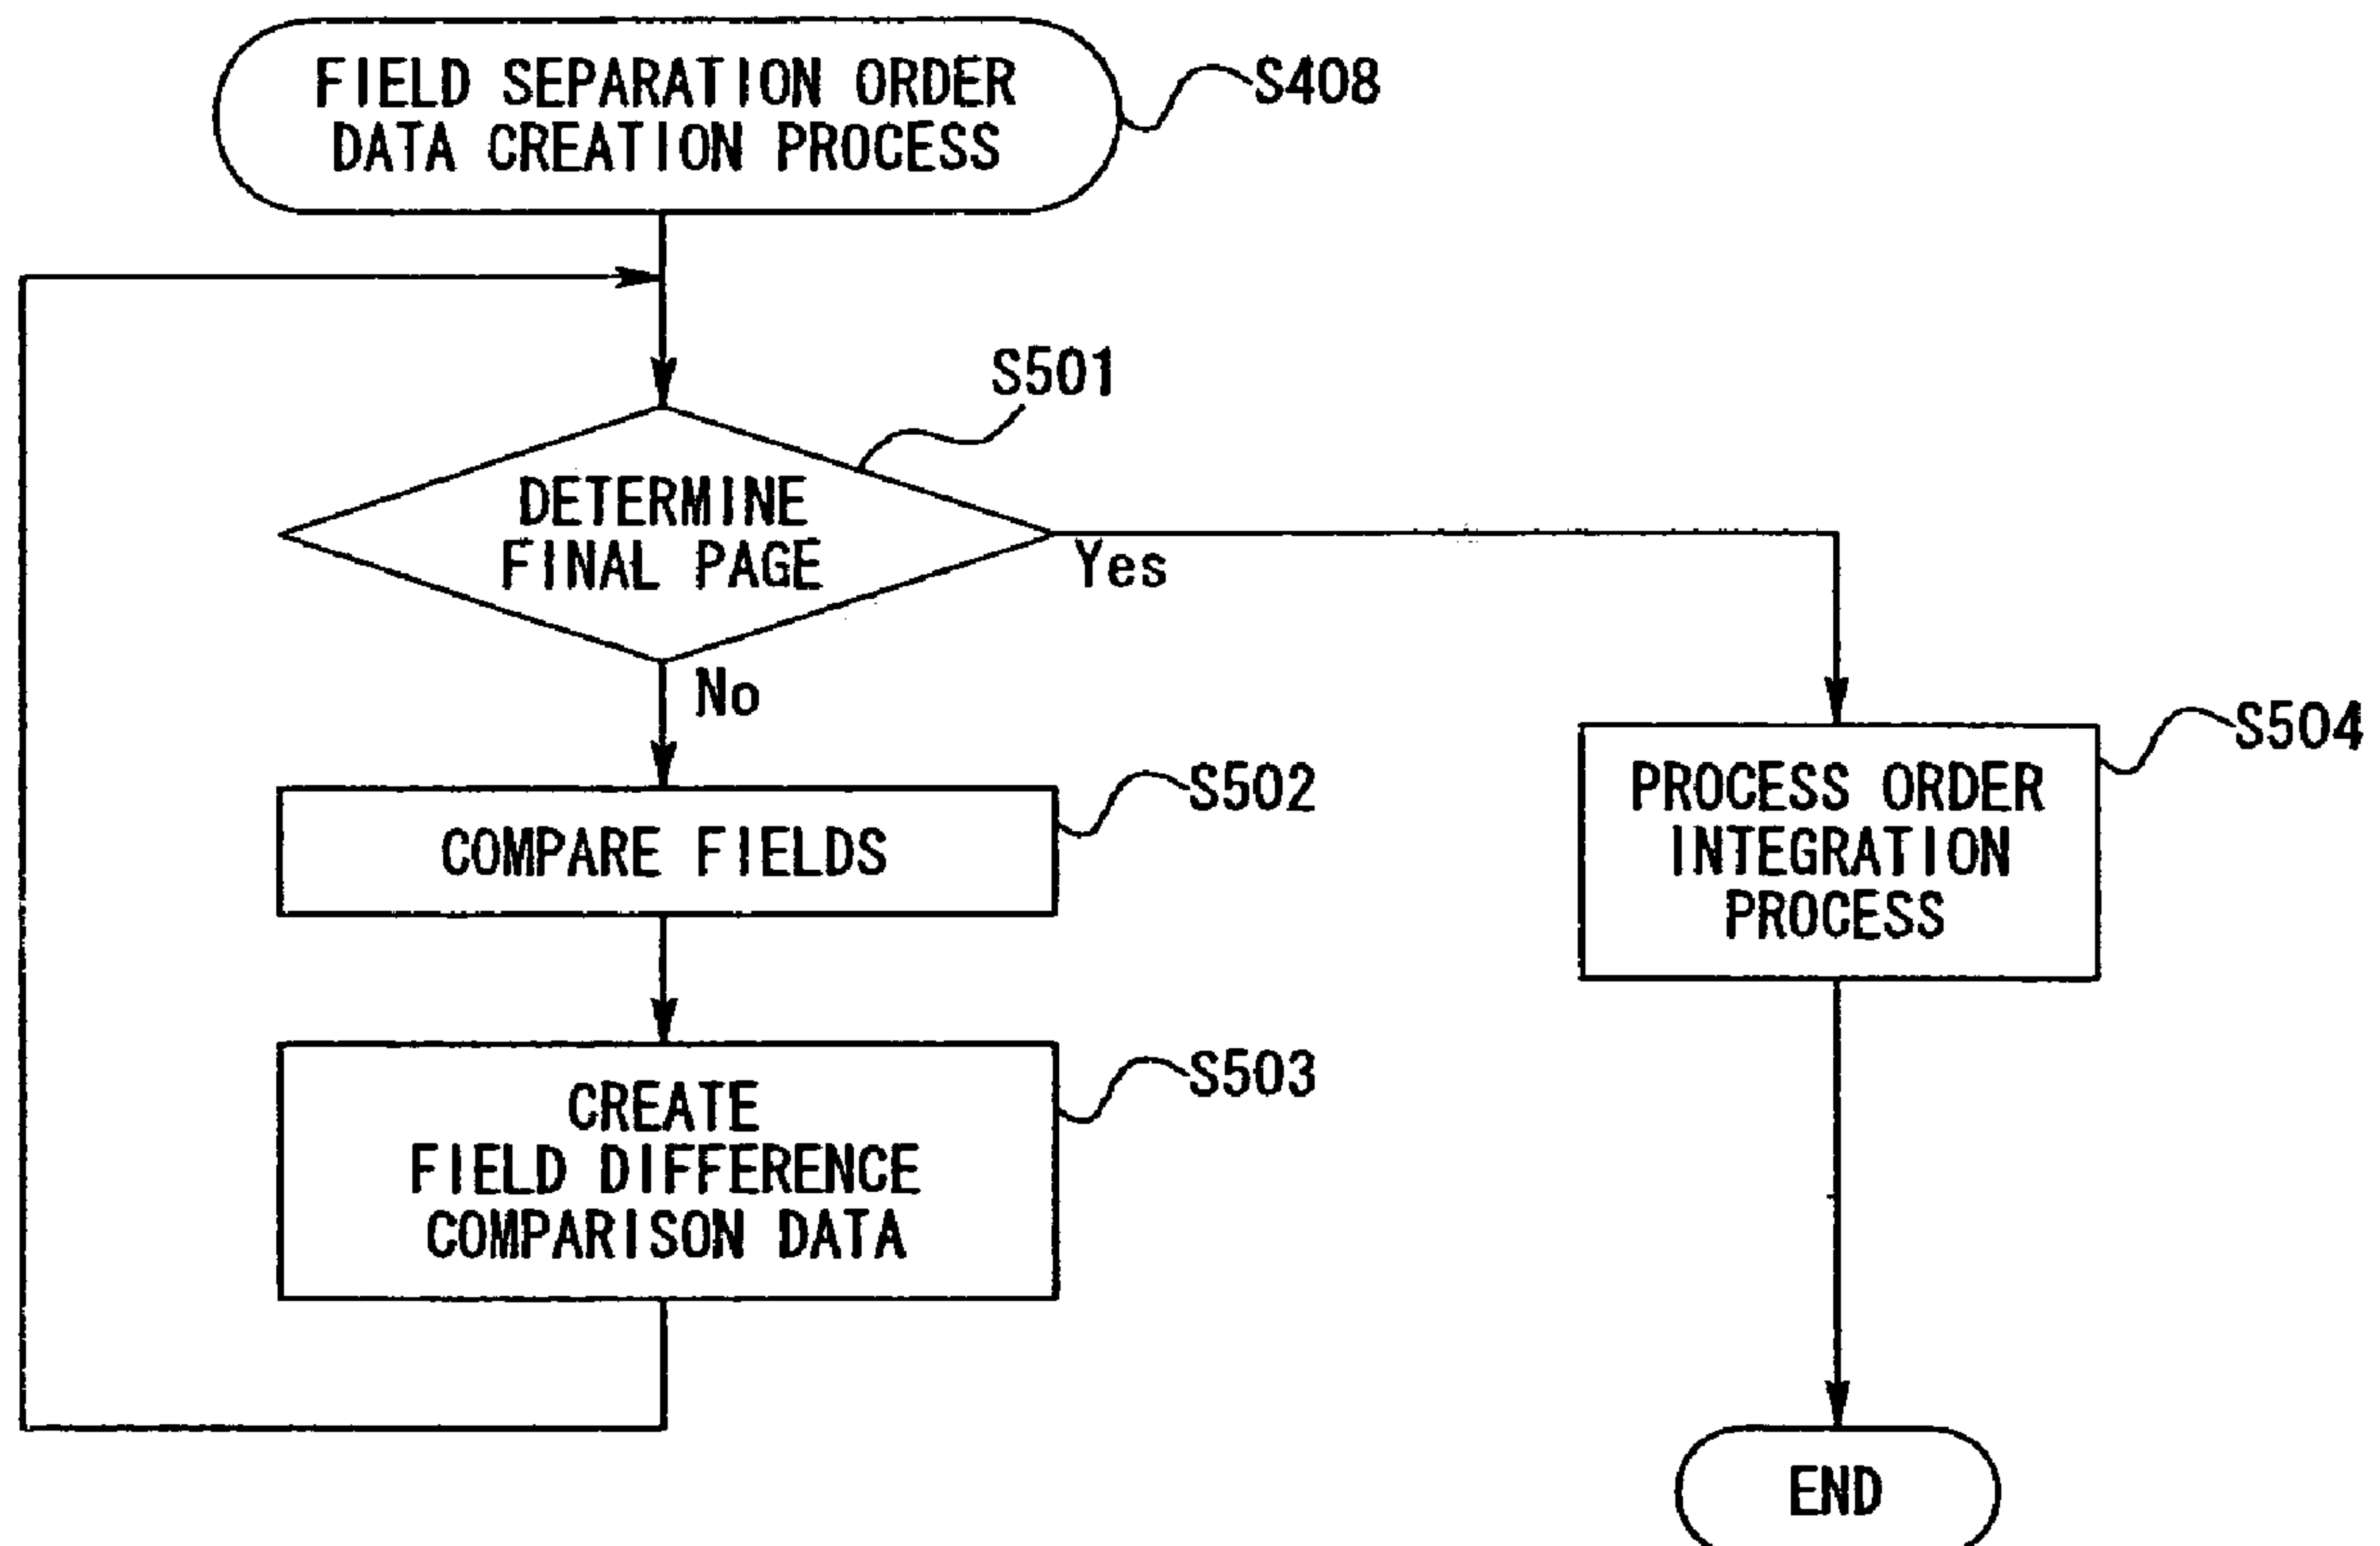 FIELD SEPARATION ORDER
DATA CREATION PROCESS
S408
S501
DETERMINE
FINAL PAGE
Yes
No
S502
COMPARE FIELDS
S504
PROCESS ORDER
INTEGRATION
PROCESS
S503
CREATE
FIELD DIFFERENCE
COMPARISON DATA
END